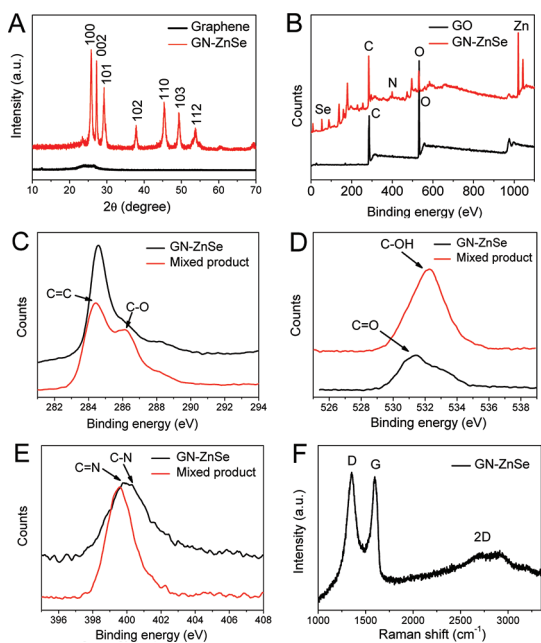 A
Graphene
GN-ZnSe
100
002
101
102
110
103
112
Intensity (a.u.)
10 20 30 40 50 60 70
2θ (degree)
B
GO
GN-ZnSe
Zn
C
O
N
Se
O
C
Counts
0 200 400 600 800 1000
Binding energy (eV)
C
GN-ZnSe
Mixed product
C=C
C-O
Counts
282 284 286 288 290 292 294
Binding energy (eV)
D
GN-ZnSe
Mixed product
C-OH
C=O
Counts
526 528 530 532 534 536 538
Binding energy (eV)
E
GN-ZnSe
Mixed product
C-N
C=N
Counts
396 398 400 402 404 406 408
Binding energy (eV)
F
GN-ZnSe
D
G
2D
Intensity (a.u.)
1000 1500 2000 2500 3000
Raman shift (cm⁻¹)